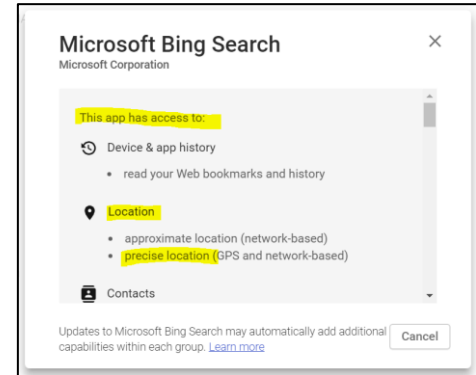 Microsoft Bing Search
Microsoft Corporation
This app has access to:
Device & app history
• read your Web bookmarks and history
Location
• approximate location (network-based)
• precise location (GPS and network-based)
Contacts
Updates to Microsoft Bing Search may automatically add additional
capabilities within each group. Learn more
Cancel